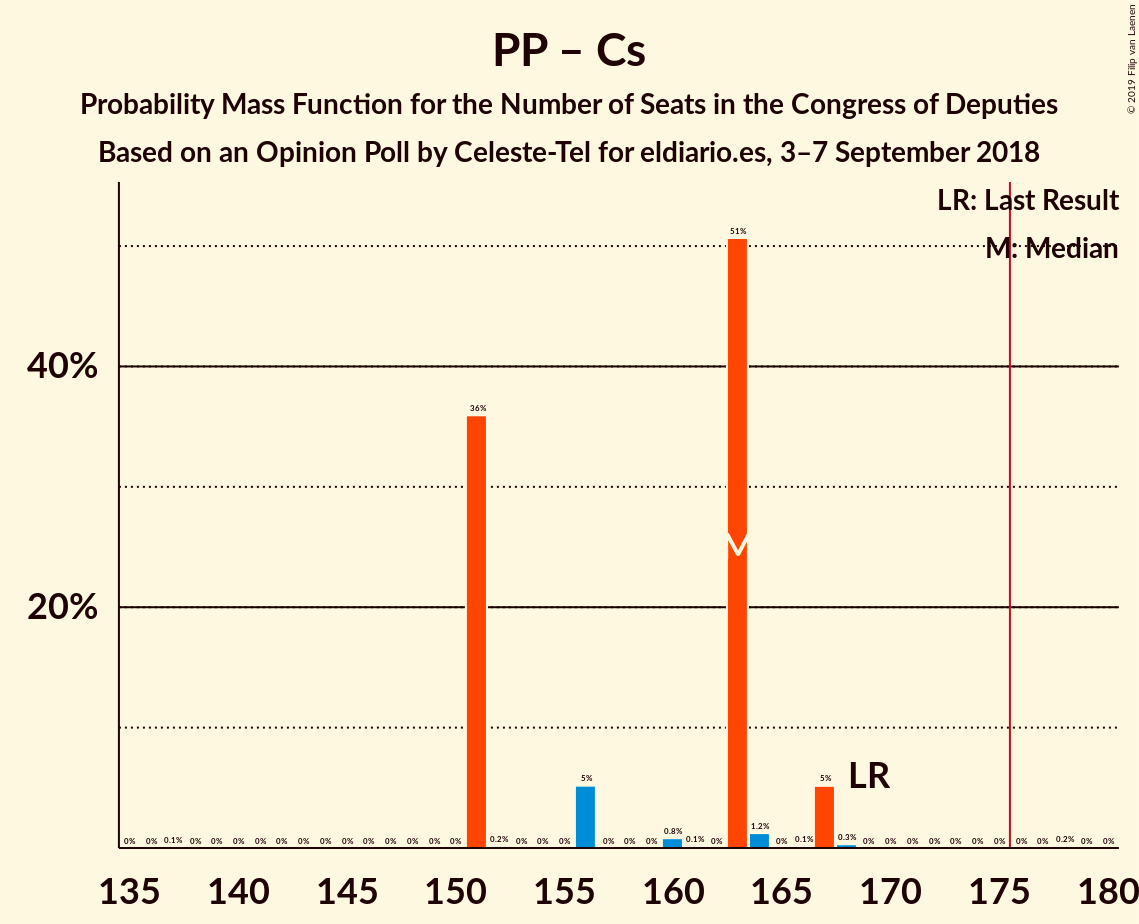 PP – Cs
Probability Mass Function for the Number of Seats in the Congress of Deputies
Based on an Opinion Poll by Celeste-Tel for eldiario.es, 3–7 September 2018
© 2019 Filip van Laenen
LR: Last Result
M: Median
51%
40%
36%
20%
5% 5% LR
0% 0% 0.1% 0% 0% 0% 0% 0% 0% 0% 0% 0% 0% 0% 0% 0% 0.2% 0% 0% 0% 0% 0% 0% 0.8% 0.1% 0% 1.2% 0% 0.1% 0.3% 0% 0% 0% 0% 0% 0% 0% 0% 0% 0.2% 0% 0%
135 140 145 150 155 160 165 170 175 180